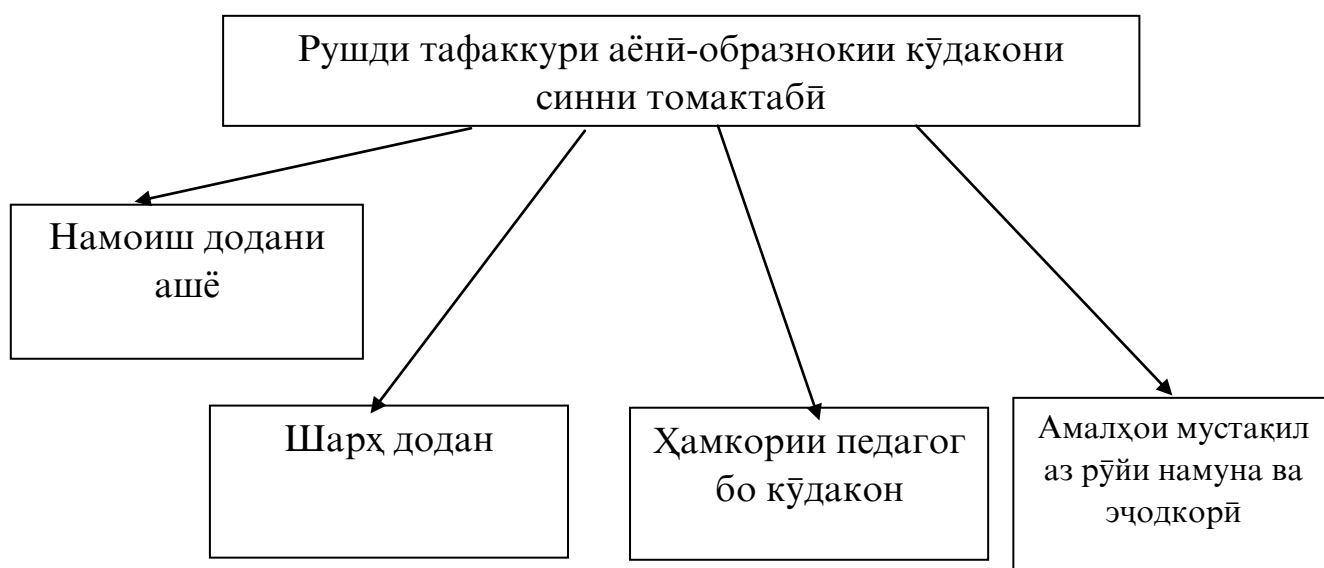 Рушди тафаккури аёнӣ-образнокии кӯдакони
синни томактабӣ
Намоиш додани
ашё
Шарҳ додан
Ҳамкории педагог
бо кӯдакон
Амалҳои мустақил
аз рӯйи намуна ва
эҷодкорӣ